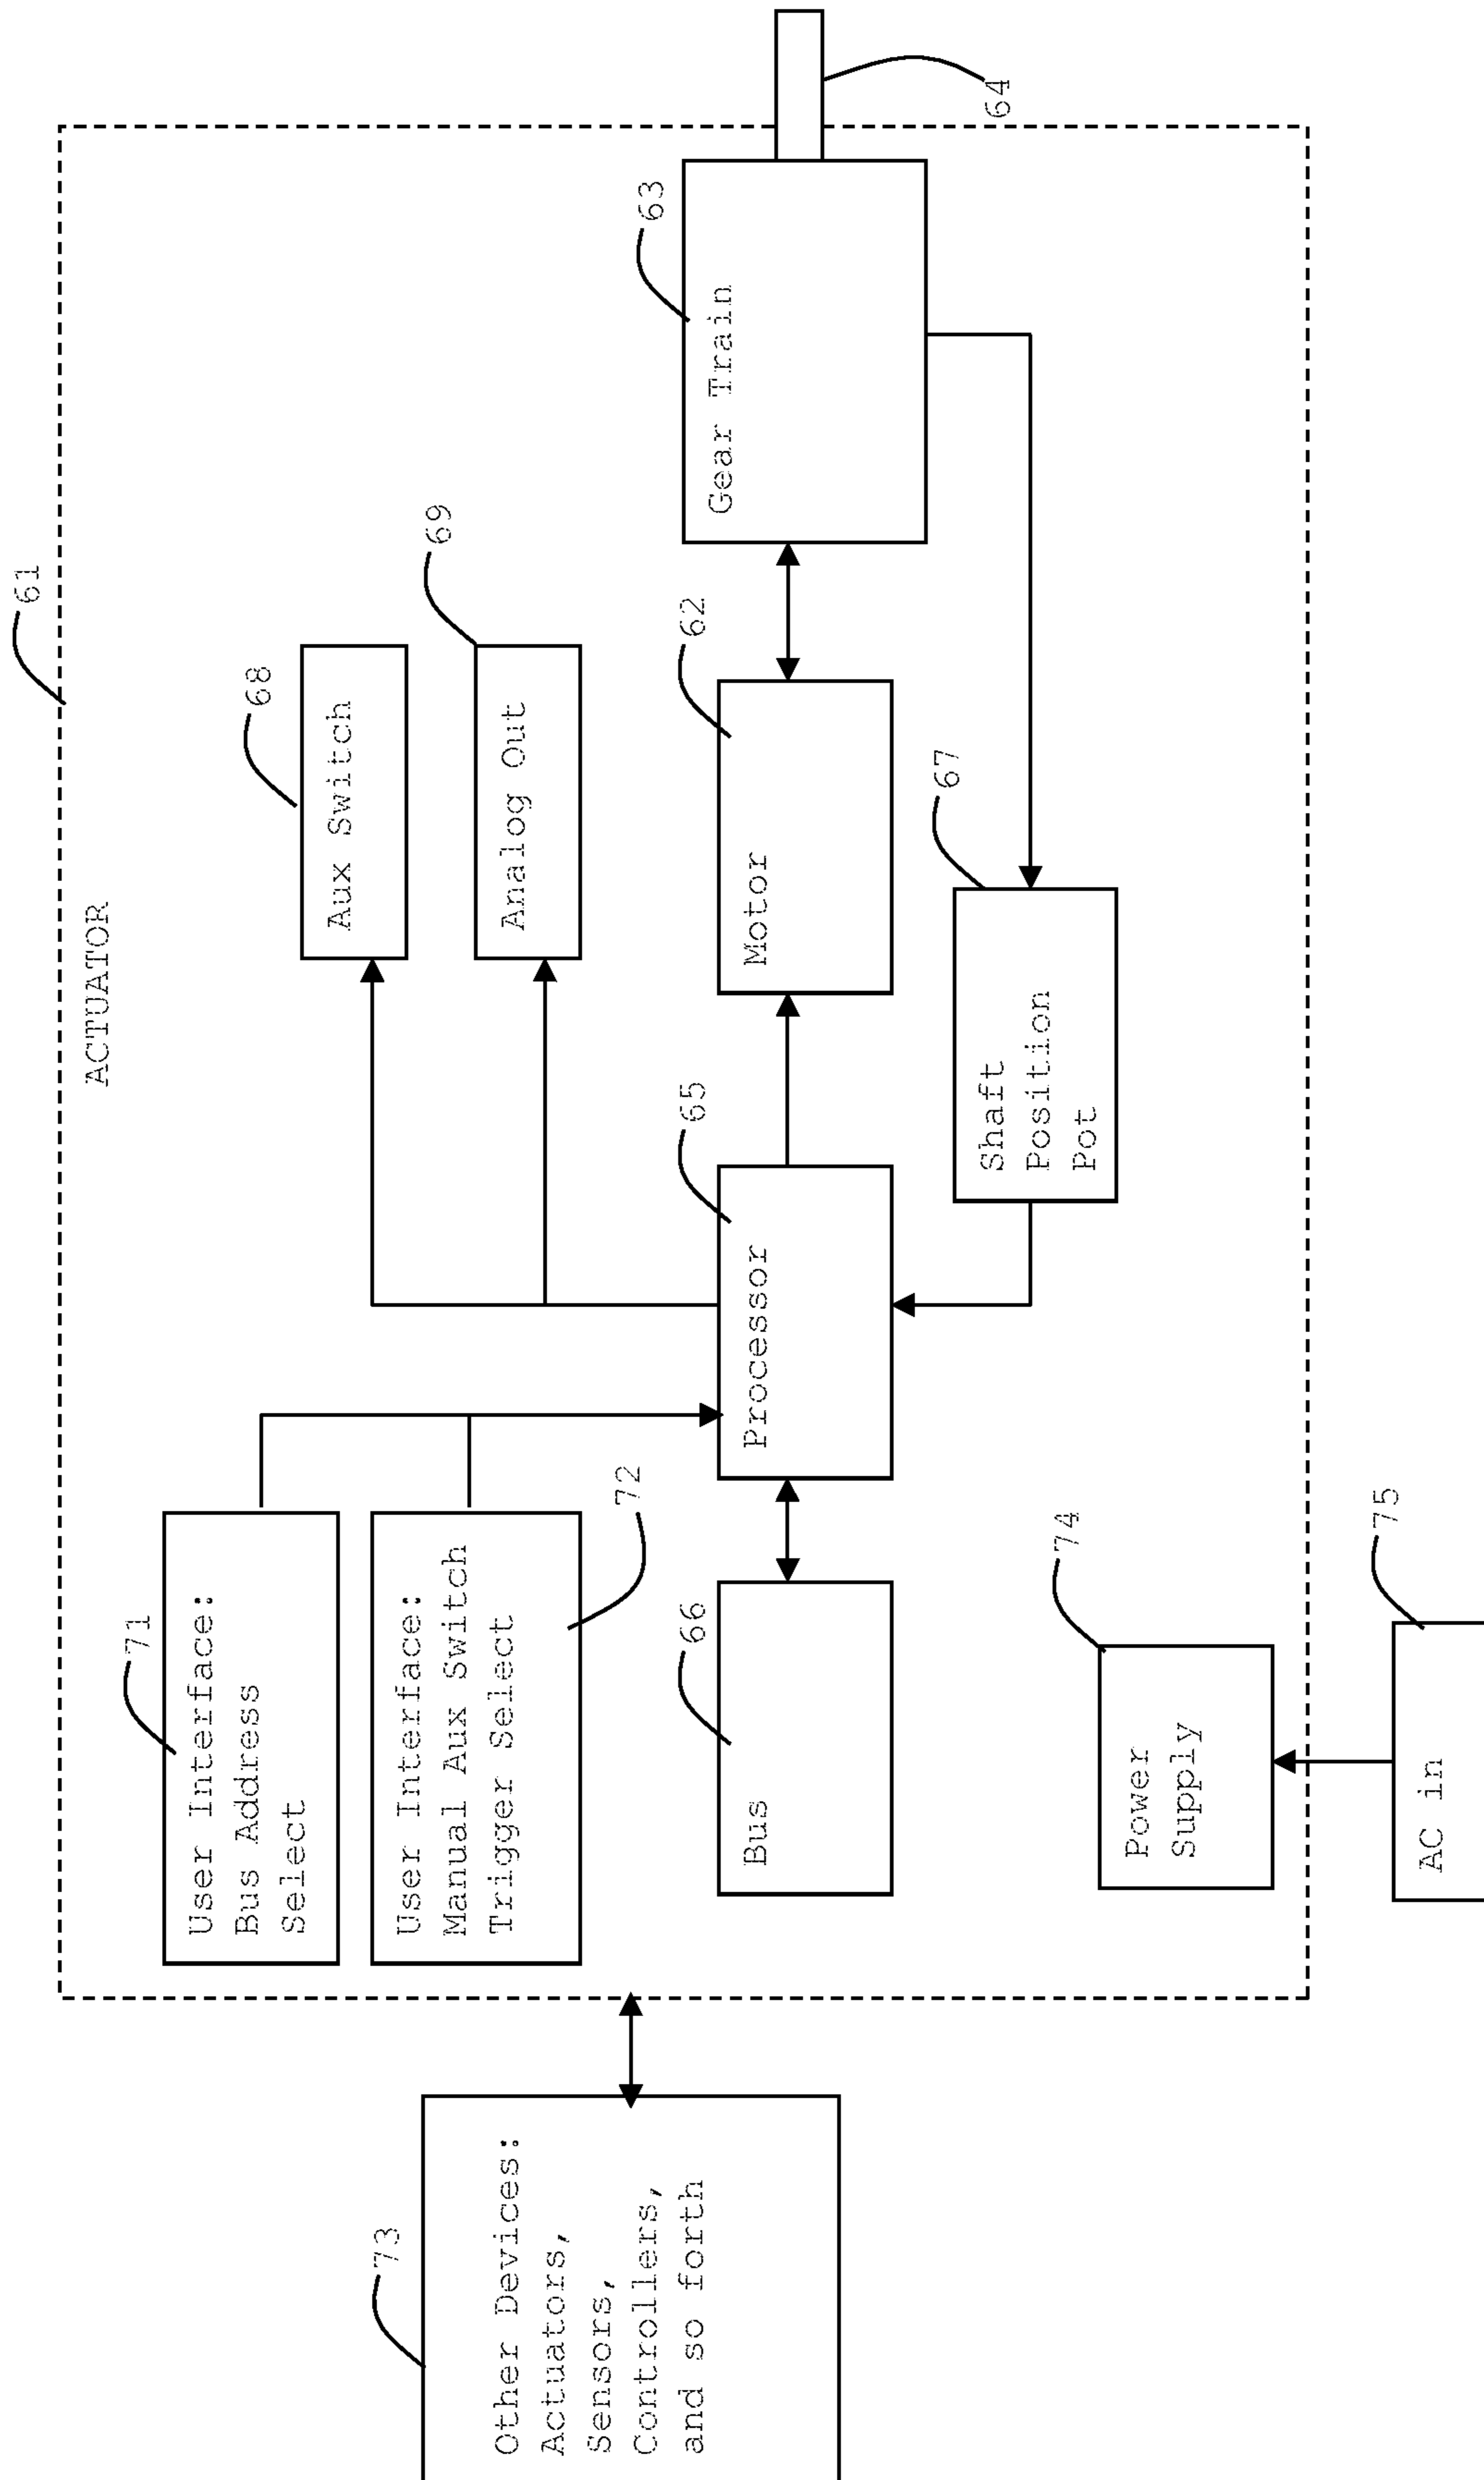 61
ACTUATOR
71
User Interface:
Bus Address
Select
68
Aux Switch
User Interface:
Manual Aux Switch
Trigger Select
72
69
Analog Out
73
Other Devices:
Actuators,
Sensors,
Controllers,
and so forth
66
Bus
65
Processor
62
Motor
63
Gear Train
64
67
Shaft
Position
Pot
74
Power
Supply
75
AC in